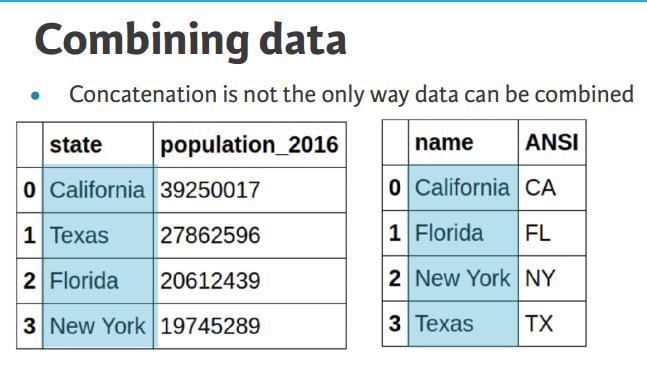 Combining data
• Concatenation is not the only way data can be combined
state population_2016
0 California 39250017
1 Texas 27862596
2 Florida 20612439
3 New York 19745289
name ANSI
0 California CA
1 Florida FL
2 New York NY
3 Texas TX